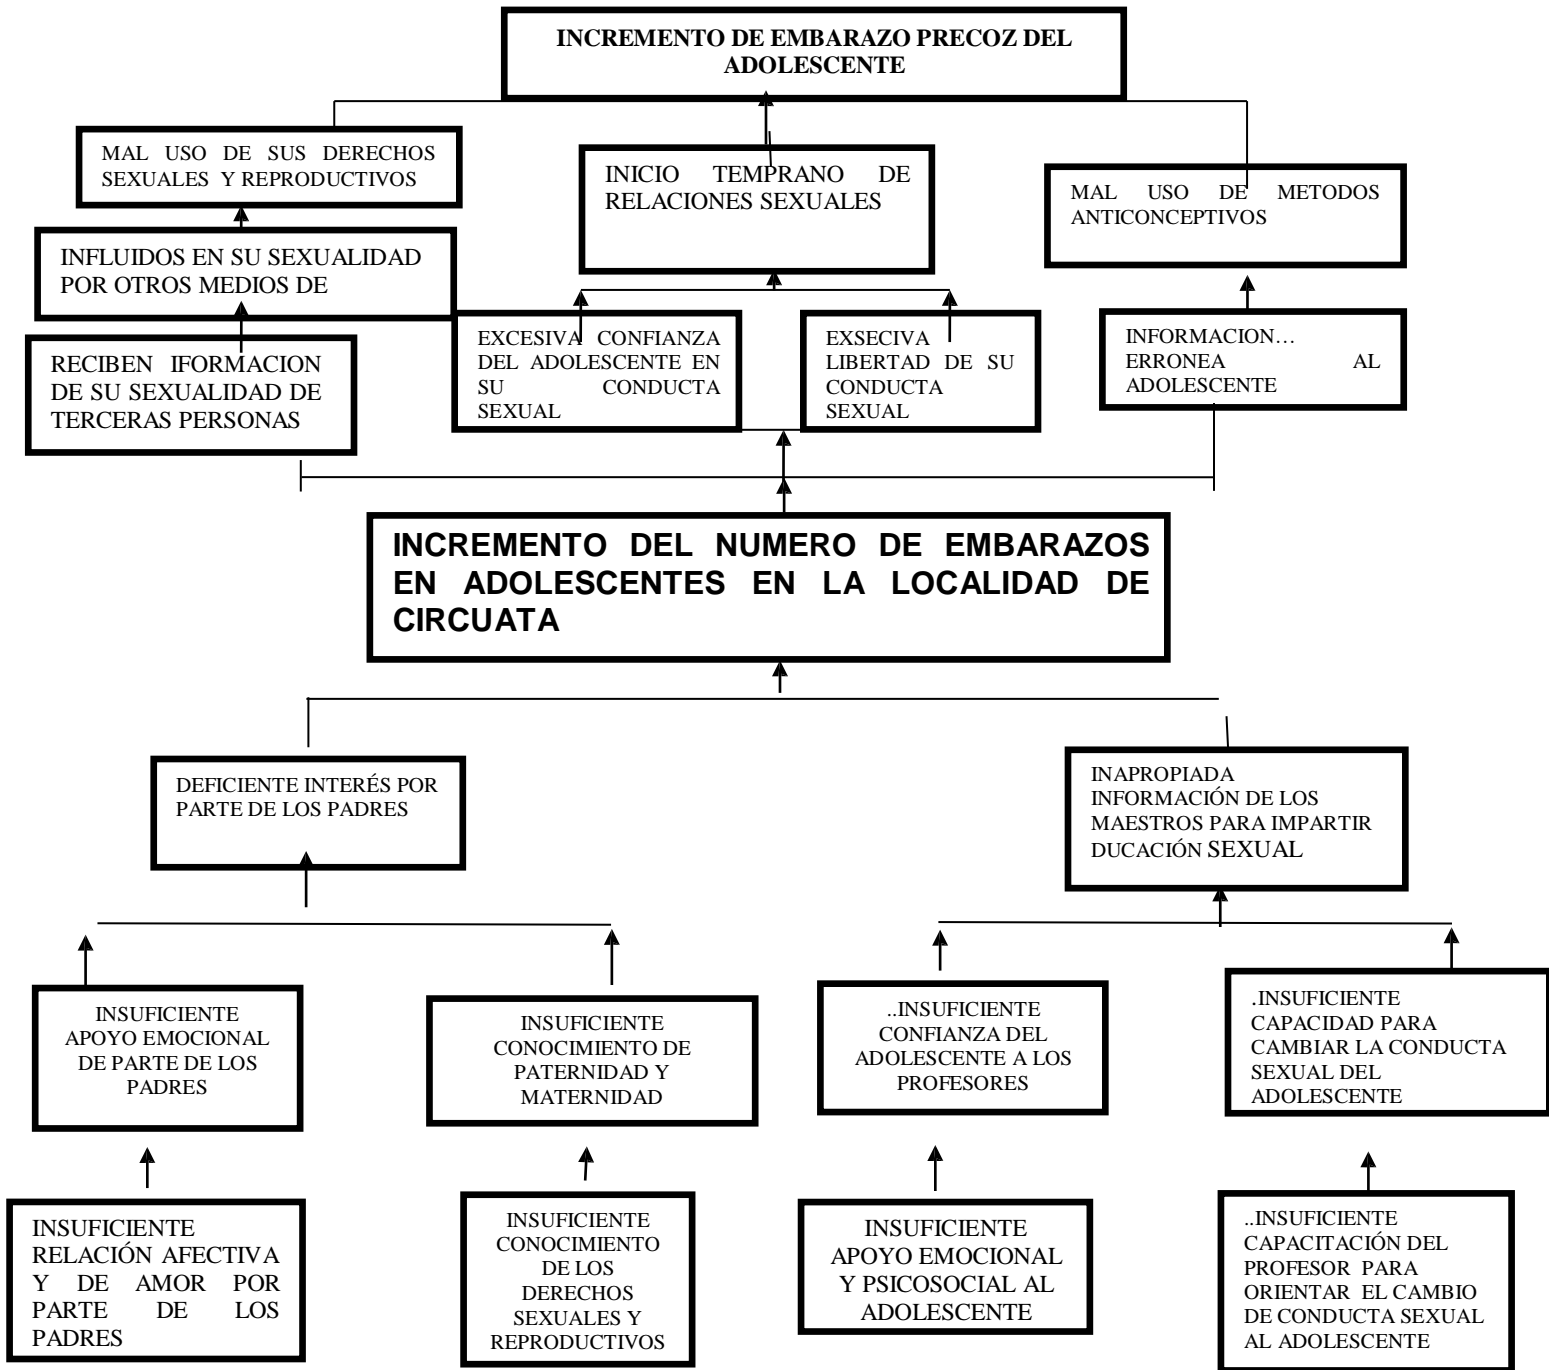 INCREMENTO DE EMBARAZO PRECOZ DEL
ADOLESCENTE
MAL USO DE SUS DERECHOS
SEXUALES Y REPRODUCTIVOS
INICIO TEMPRANO DE
RELACIONES SEXUALES
MAL USO DE METODOS
ANTICONCEPTIVOS
INFLUIDOS EN SU SEXUALIDAD
POR OTROS MEDIOS DE
RECIBEN IFORMACION
DE SU SEXUALIDAD DE
TERCERAS PERSONAS
EXCESIVA CONFIANZA
DEL ADOLESCENTE EN
SU CONDUCTA
SEXUAL
EXSECIVA
LIBERTAD DE SU
CONDUCTA
SEXUAL
INFORMACION…
ERRONEA AL
ADOLESCENTE
INCREMENTO DEL NUMERO DE EMBARAZOS
EN ADOLESCENTES EN LA LOCALIDAD DE
CIRCUATA
DEFICIENTE INTERÉS POR
PARTE DE LOS PADRES
INAPROPIADA
INFORMACIÓN DE LOS
MAESTROS PARA IMPARTIR
DUCACIÓN SEXUAL
INSUFICIENTE
APOYO EMOCIONAL
DE PARTE DE LOS
PADRES
INSUFICIENTE
CONOCIMIENTO DE
PATERNIDAD Y
MATERNIDAD
..INSUFICIENTE
CONFIANZA DEL
ADOLESCENTE A LOS
PROFESORES
.INSUFICIENTE
CAPACIDAD PARA
CAMBIAR LA CONDUCTA
SEXUAL DEL
ADOLESCENTE
INSUFICIENTE
RELACIÓN AFECTIVA
Y DE AMOR POR
PARTE DE LOS
PADRES
INSUFICIENTE
CONOCIMIENTO
DE LOS
DERECHOS
SEXUALES Y
REPRODUCTIVOS
INSUFICIENTE
APOYO EMOCIONAL
Y PSICOSOCIAL AL
ADOLESCENTE
..INSUFICIENTE
CAPACITACIÓN DEL
PROFESOR PARA
ORIENTAR EL CAMBIO
DE CONDUCTA SEXUAL
AL ADOLESCENTE